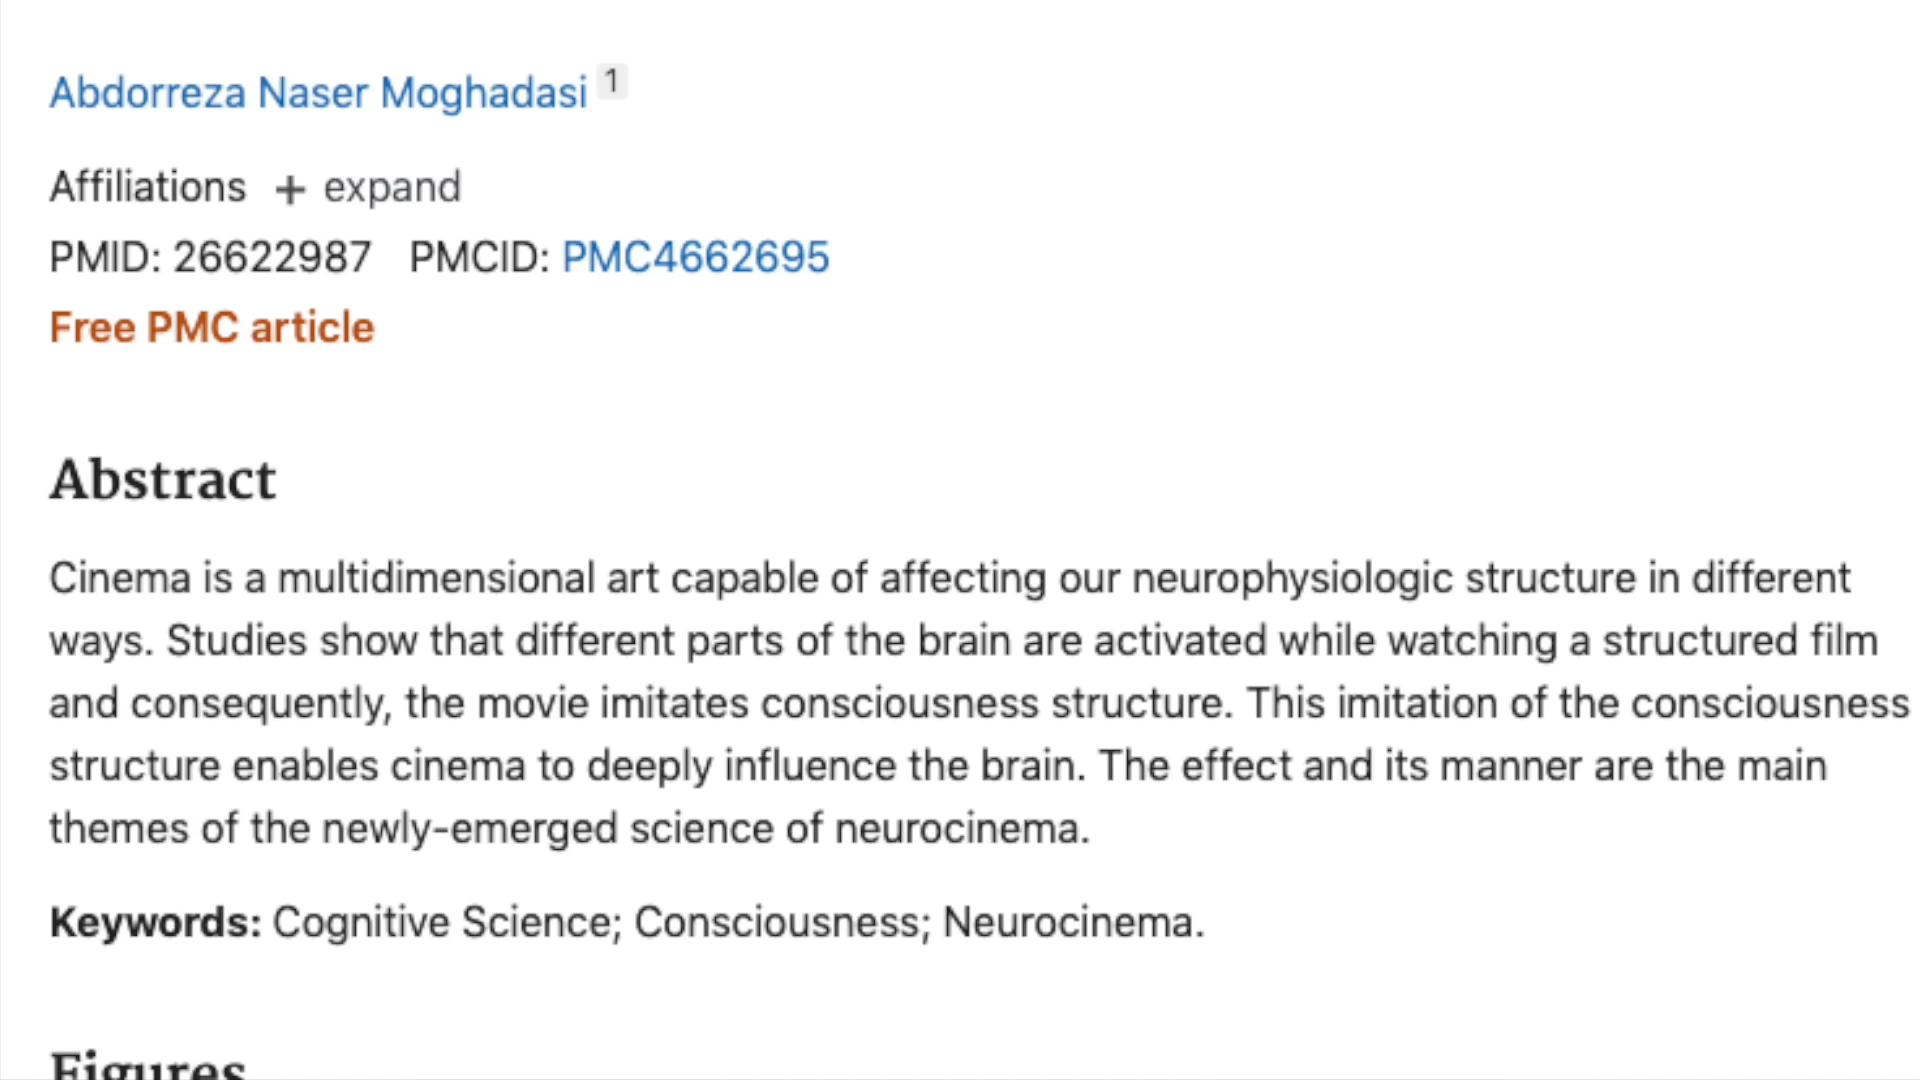 Abdorreza Naser Moghadasi 1
Affiliations + expand
PMID: 26622987 PMCID: PMC4662695
Free PMC article
Abstract
Cinema is a multidimensional art capable of affecting our neurophysiologic structure in different
ways. Studies show that different parts of the brain are activated while watching a structured film
and consequently, the movie imitates consciousness structure. This imitation of the consciousness
structure enables cinema to deeply influence the brain. The effect and its manner are the main
themes of the newly-emerged science of neurocinema.
Keywords: Cognitive Science; Consciousness; Neurocinema.
Figures